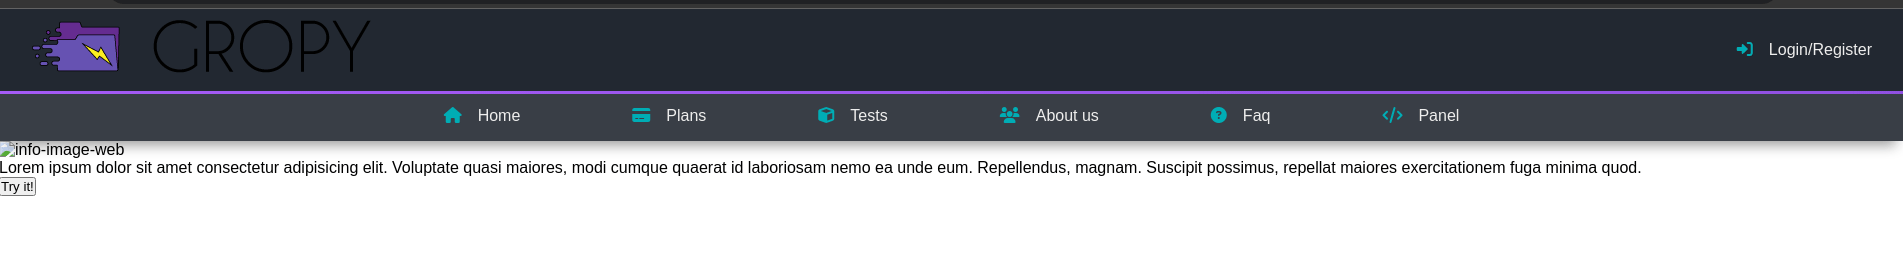 GROPY
Login/Register
Home Plans Tests About us Faq Panel
info-image-web
Lorem ipsum dolor sit amet consectetur adipisicing elit. Voluptate quasi maiores, modi cumque quaerat id laboriosam nemo ea unde eum. Repellendus, magnam. Suscipit possimus, repellat maiores exercitationem fuga minima quod.
Try it!